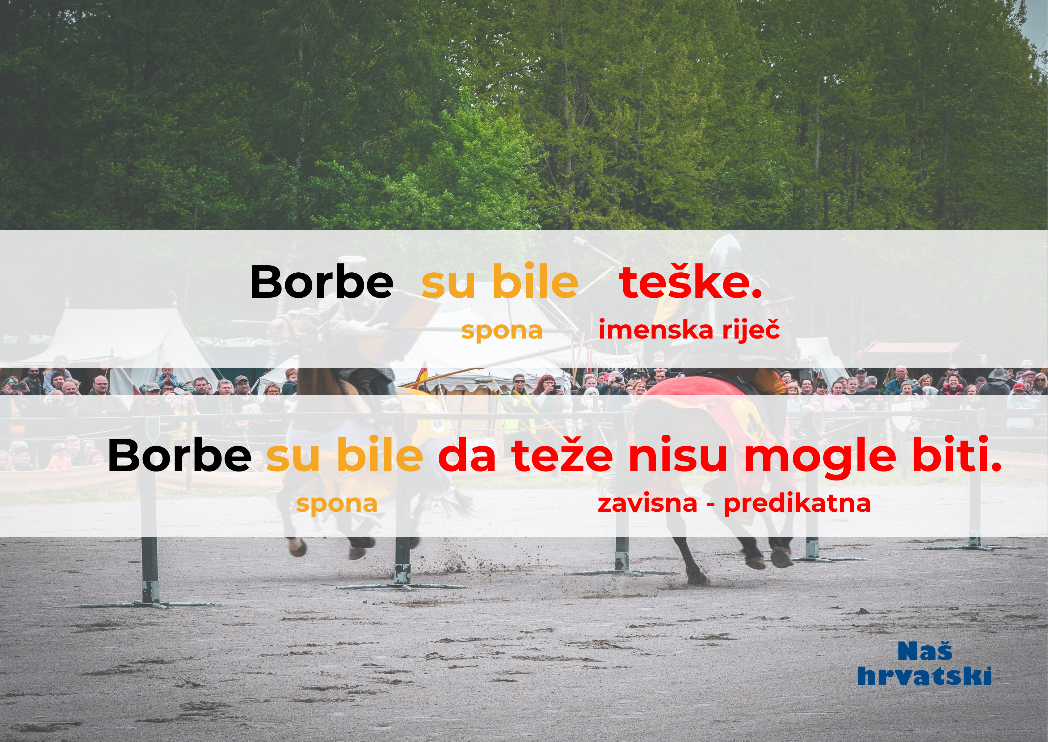 Borbe su bile teške.
spona imenska riječ
Borbe su bile da teže nisu mogle biti.
spona zavisna - predikatna
Naš
hrvatski